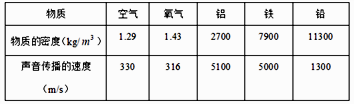 物质 空气 氧气 铝 铁 铅
物质的密度(kg/m³) 1.29 1.43 2700 7900 11300
声音传播的速度 330 316 5100 5000 1300
(m/s)